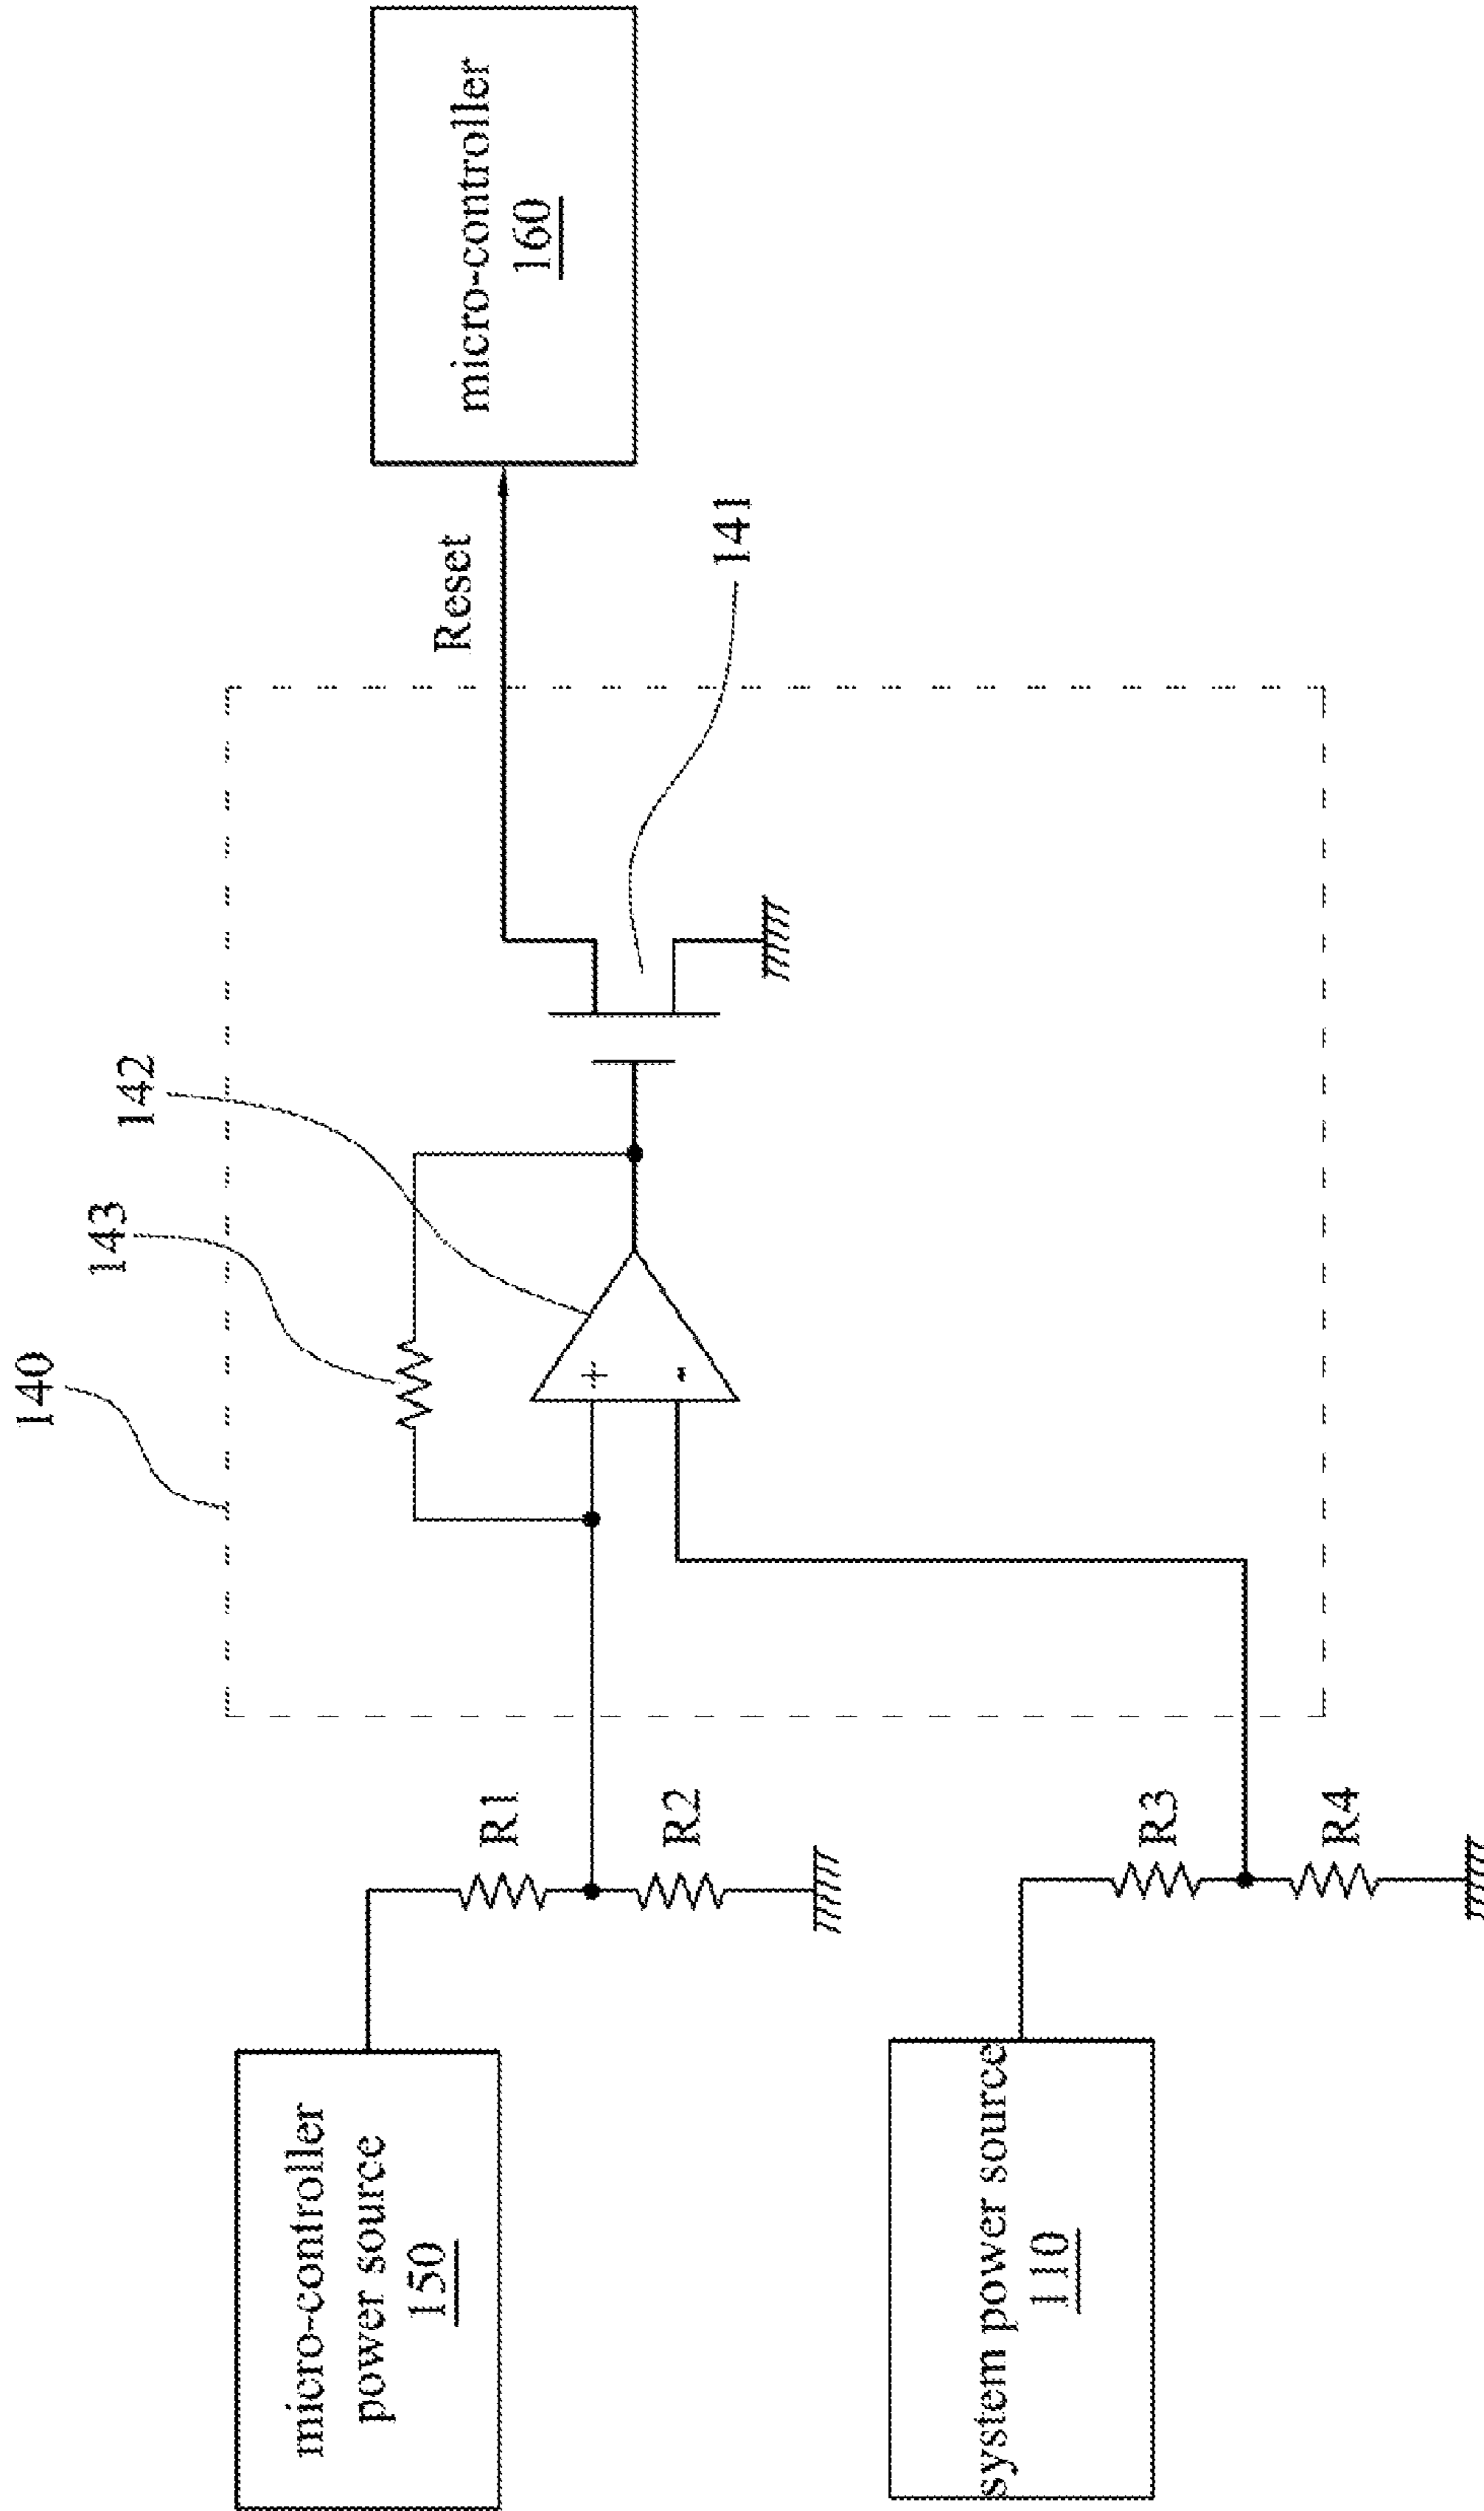 140
143
142
micro-controller
power source
150
R1
R2
+
-
141
Reset
micro-controller
160
system power source
110
R3
R4